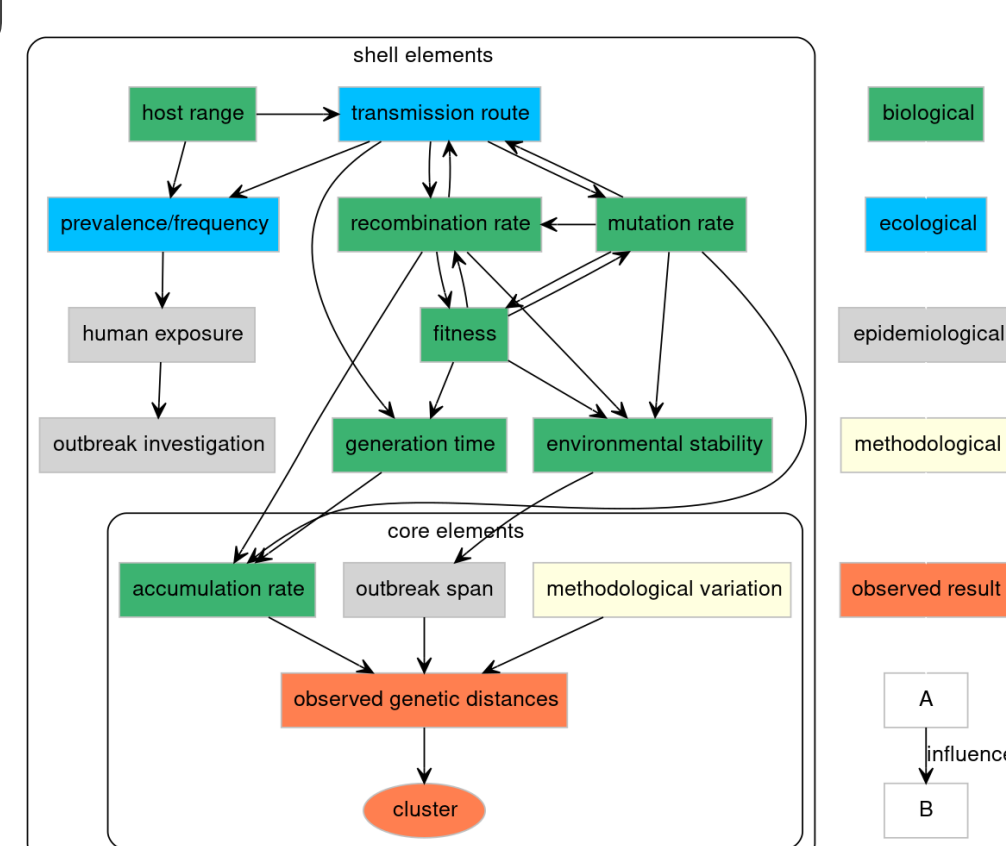 shell elements
host range
transmission route
biological
prevalence/frequency
recombination rate
mutation rate
ecological
human exposure
fitness
epidemiological
outbreak investigation
generation time
environmental stability
methodological
core elements
accumulation rate
outbreak span
methodological variation
observed result
observed genetic distances
A
influence
cluster
B